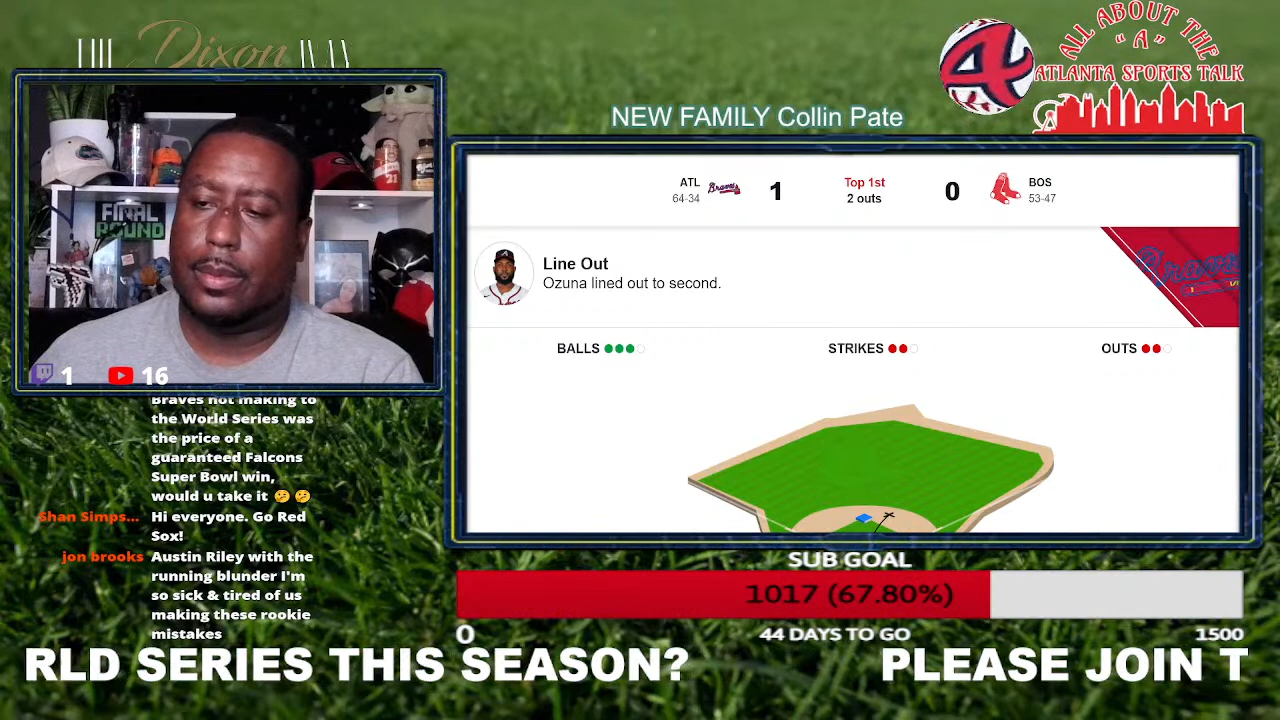 Dixon
ALL ABOUT THE
"A"
ATLANTA SPORTS TALK
NEW FAMILY Collin Pate
ATL
64-34
Braves
1
Top 1st
2 outs
0
BOS
53-47
Line Out
Ozuna lined out to second.
Braves
BALLS
STRIKES
OUTS
FINAL
ROUND
21
1
16
Braves not making to
the World Series was
the price of a
guaranteed Falcons
Super Bowl win,
would u take it 🤔 🤔
Shan Simps... Hi everyone. Go Red
Sox!
jon brooks Austin Riley with the
running blunder I'm
so sick & tired of us
making these rookie
mistakes
SUB GOAL
1017 (67.80%)
0 44 DAYS TO GO 1500
RLD SERIES THIS SEASON? PLEASE JOIN T